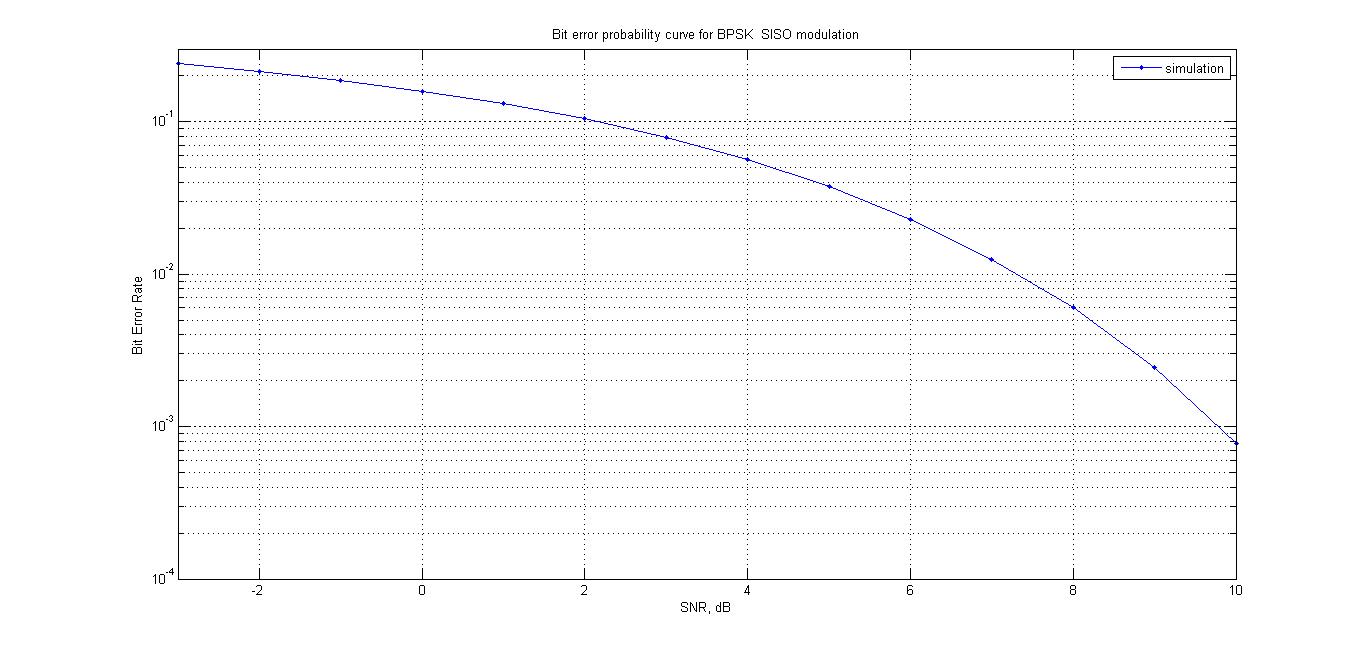 Bit error probability curve for BPSK  SISO modulation
simulation
10^-1
10^-2
10^-3
10^-4
Bit Error Rate
-2 0 2 4 6 8 10
SNR, dB